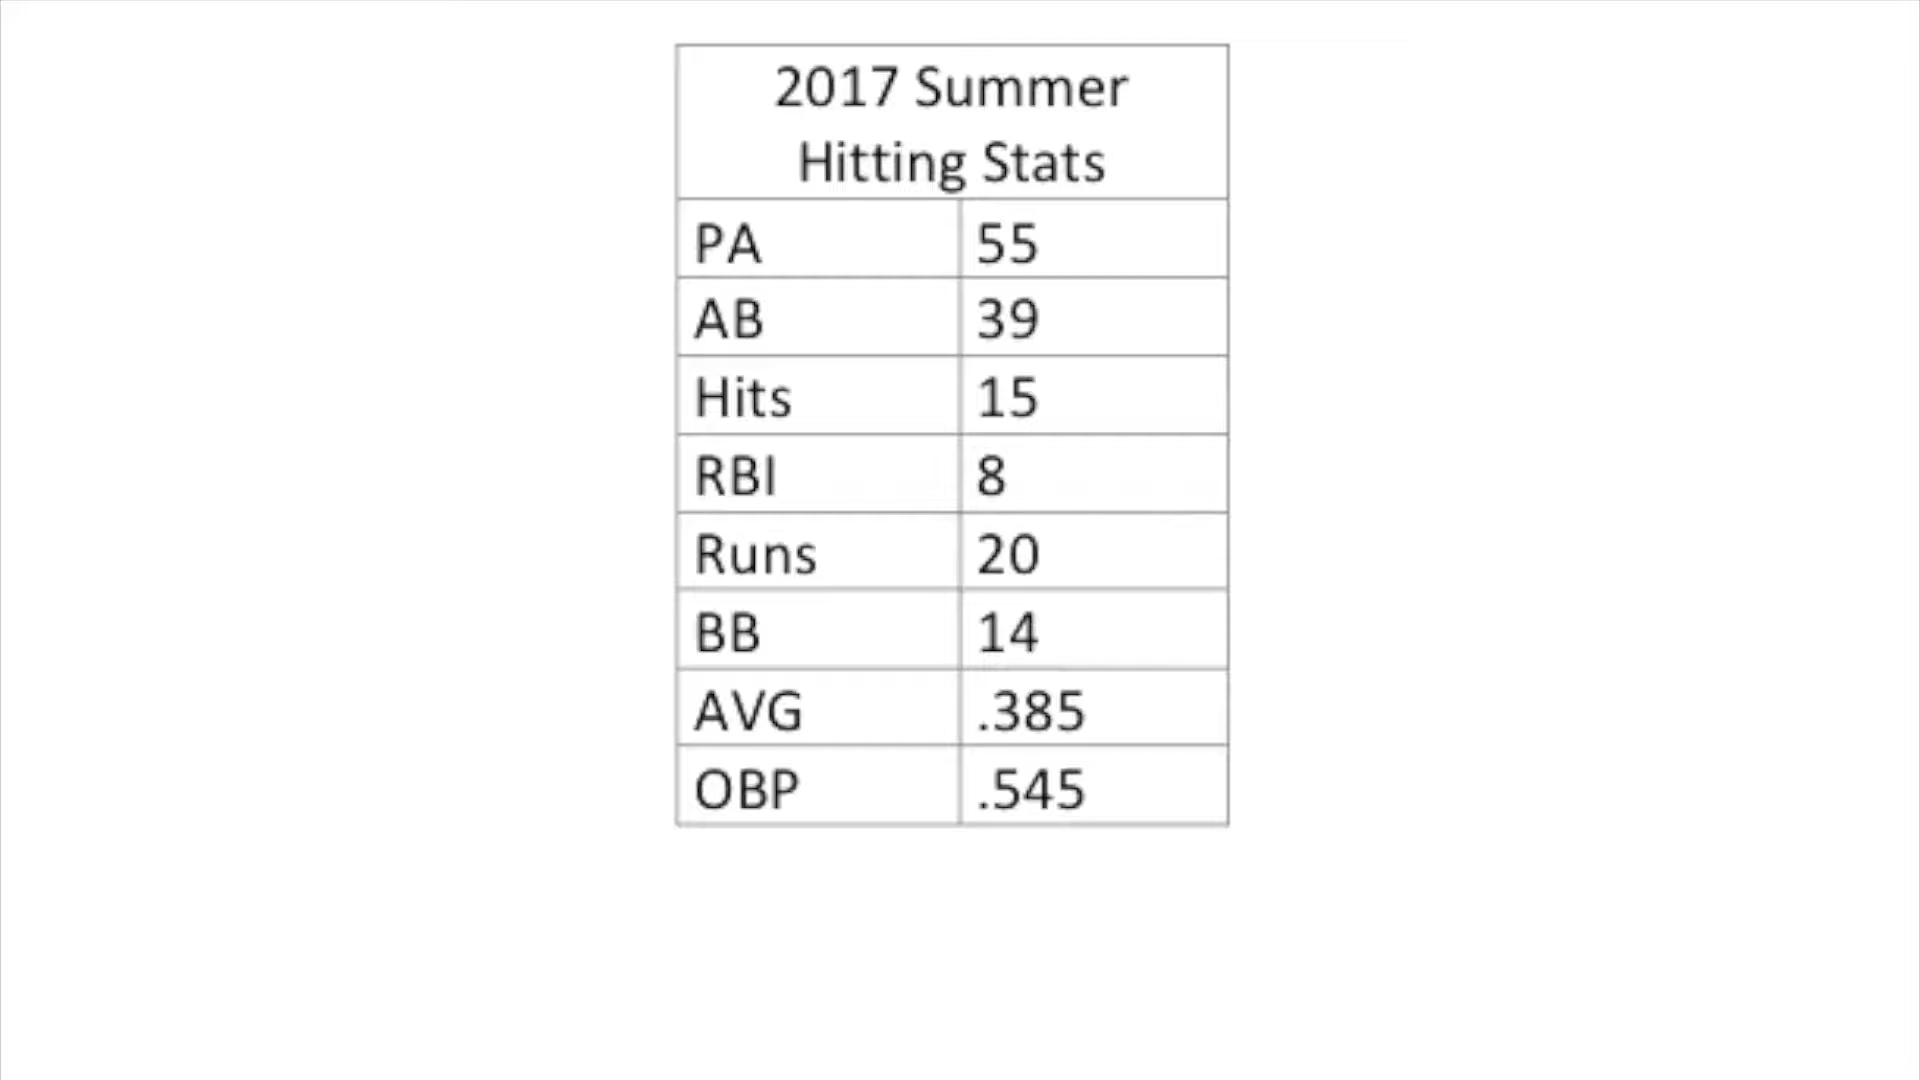 2017 Summer
Hitting Stats
PA 55
AB 39
Hits 15
RBI 8
Runs 20
BB 14
AVG .385
OBP .545